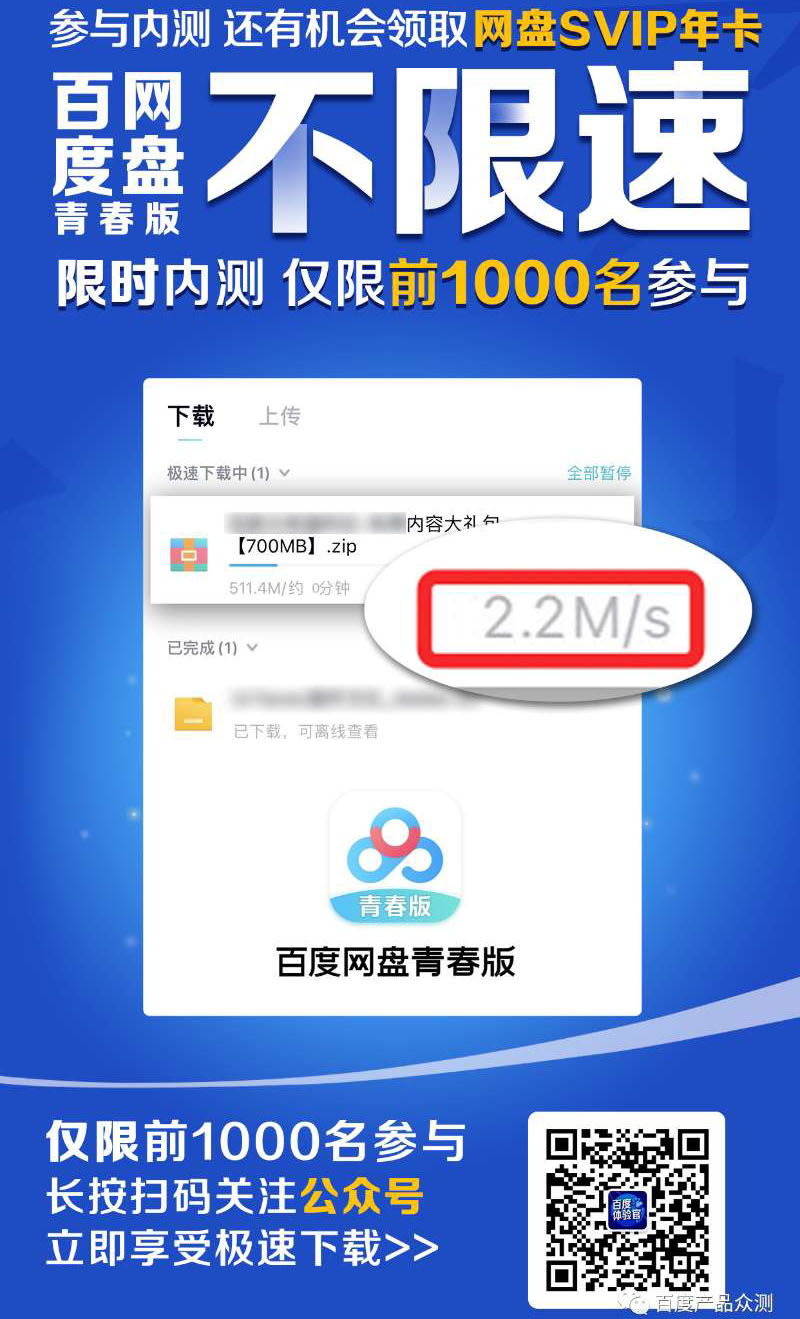 参与内测 还有机会领取网盘SVIP年卡
百度网盘
青春版
不限速
限时内测 仅限前1000名参与
下载 上传
极速下载中(1) 全部暂停
内容大礼包
【700MB】.zip
511.4M/约 0分钟
2.2M/s
已完成(1)
已下载，可离线查看
青春版
百度网盘青春版
仅限前1000名参与
长按扫码关注公众号
立即享受极速下载>>
百度
体验官
百度产品众测